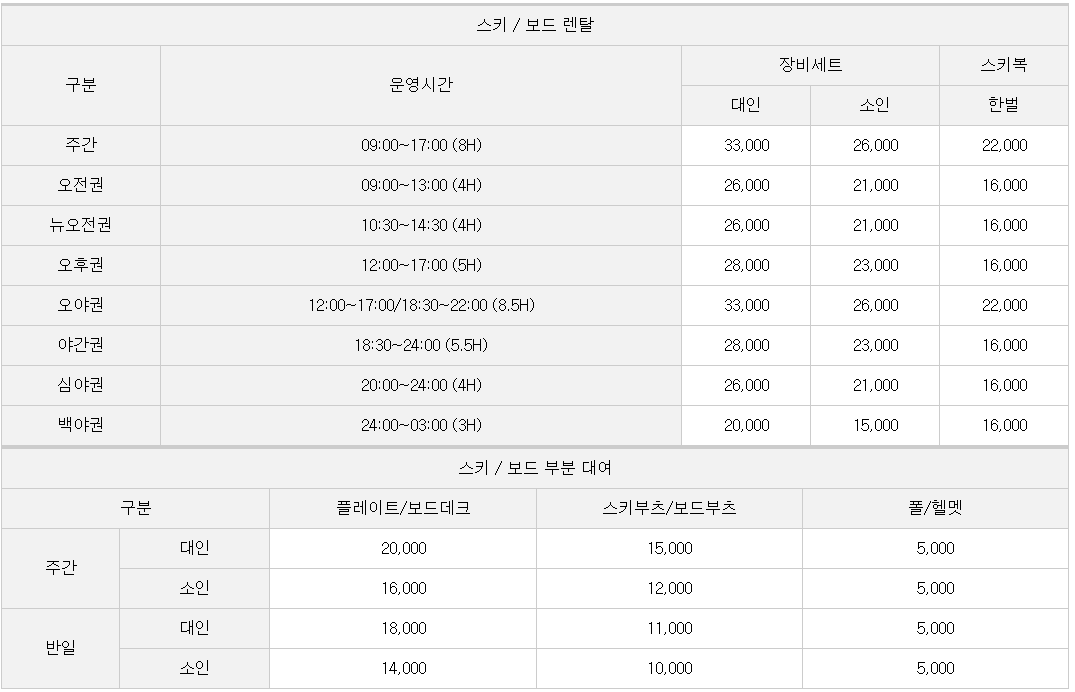 스키 / 보드 렌탈
구분 운영시간 장비세트 스키복
대인 소인 한벌
주간 09:00~17:00 (8H) 33,000 26,000 22,000
오전권 09:00~13:00 (4H) 26,000 21,000 16,000
뉴오전권 10:30~14:30 (4H) 26,000 21,000 16,000
오후권 12:00~17:00 (5H) 28,000 23,000 16,000
오야권 12:00~17:00/18:30~22:00 (8.5H) 33,000 26,000 22,000
야간권 18:30~24:00 (5.5H) 28,000 23,000 16,000
심야권 20:00~24:00 (4H) 26,000 21,000 16,000
백야권 24:00~03:00 (3H) 20,000 15,000 16,000
스키 / 보드 부분 대여
구분 플레이트/보드데크 스키부츠/보드부츠 폴/헬멧
주간 대인 20,000 15,000 5,000
소인 16,000 12,000 5,000
반일 대인 18,000 11,000 5,000
소인 14,000 10,000 5,000